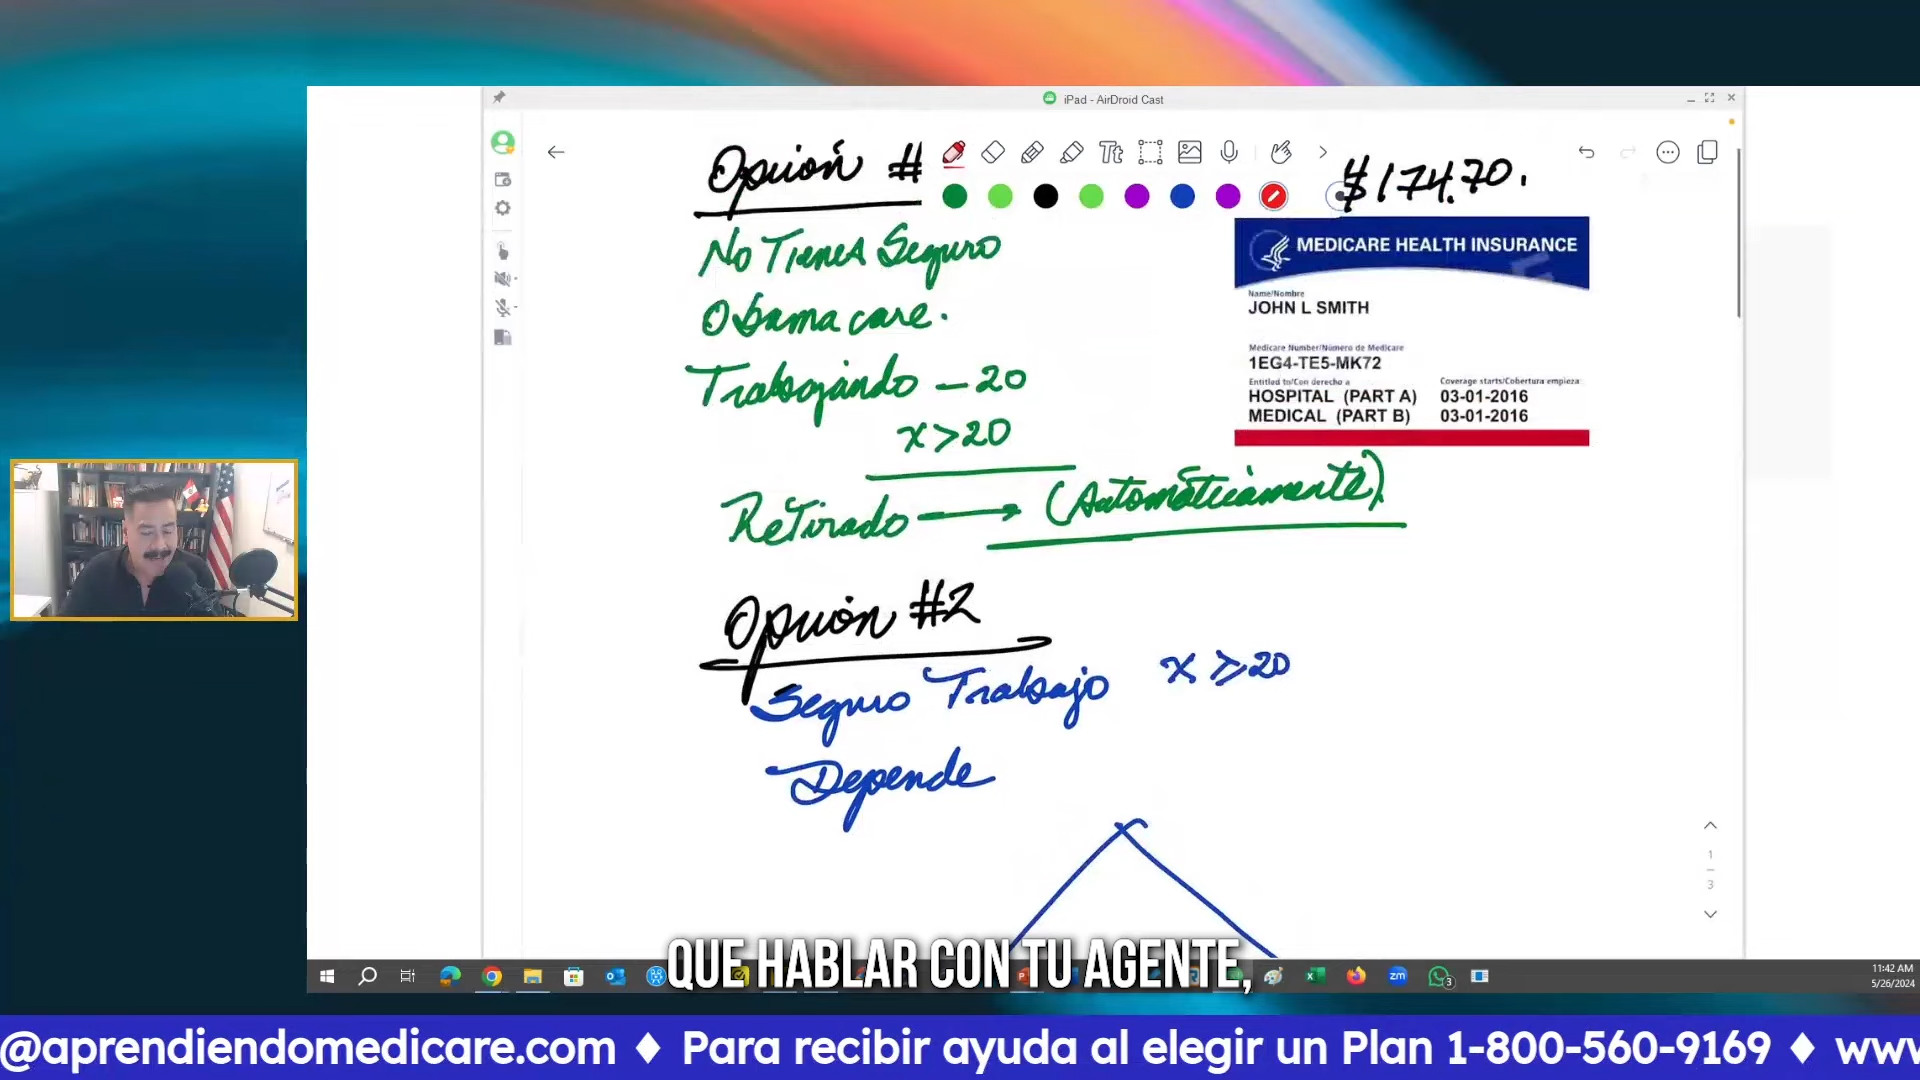 iPad - AirDroid Cast
Opción #
$174.70.
No Tienes Seguro
Obamacare.
Trabajando - 20
x > 20
Retirado → (Automáticamente)
MEDICARE HEALTH INSURANCE
Name/Nombre
JOHN L SMITH
Medicare Number/Número de Medicare
1EG4-TE5-MK72
Entitled to/Con derecho a Coverage starts/Cobertura empieza
HOSPITAL (PART A) 03-01-2016
MEDICAL (PART B) 03-01-2016
Opción #2
Seguro Trabajo x ≥ 20
Depende
1
3
QUE HABLAR CON TU AGENTE,
11:42 AM
5/26/2024
@aprendiendomedicare.com ♦ Para recibir ayuda al elegir un Plan 1-800-560-9169 ♦ www